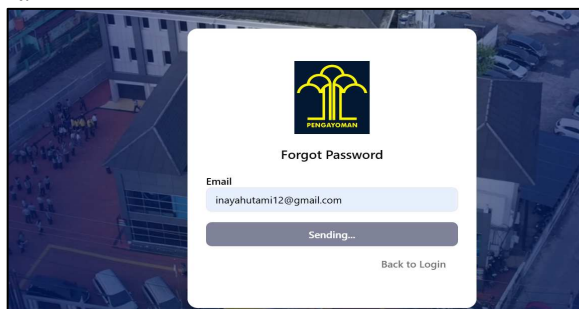 PENGAYOMAN
Forgot Password
Email
inayahutami12@gmail.com
Sending...
Back to Login